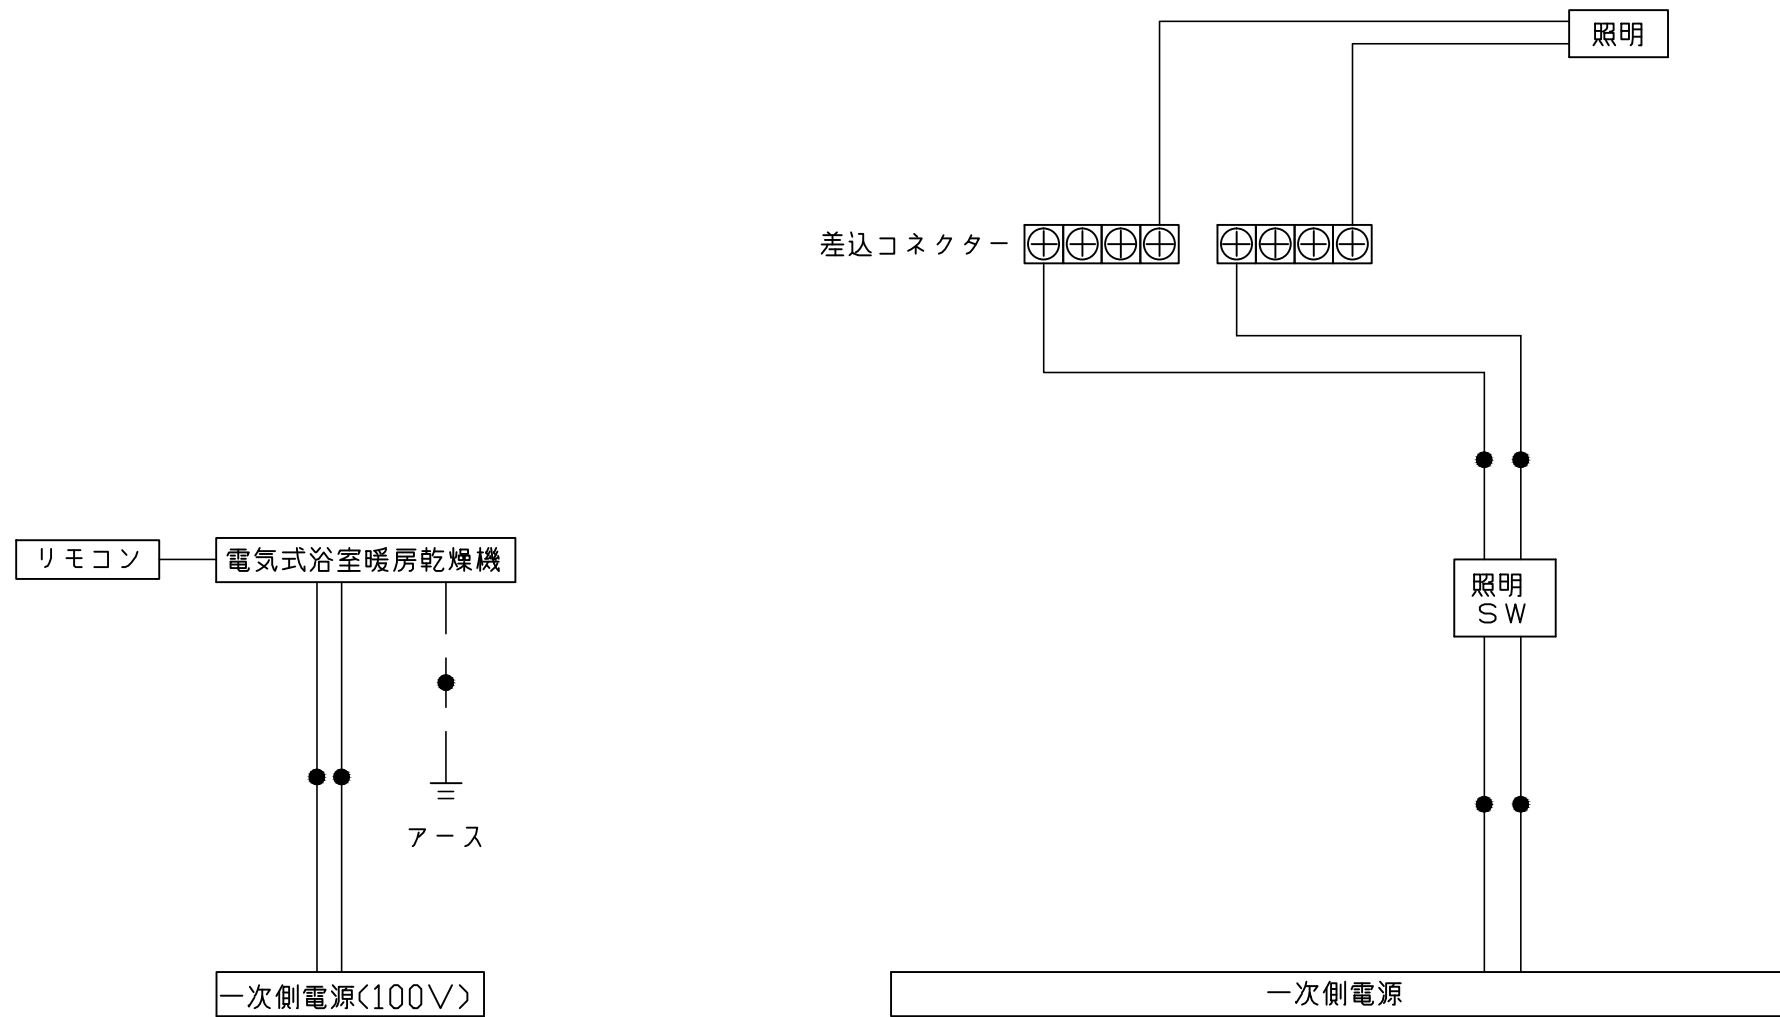 照明
差込コネクター
リモコン
電気式浴室暖房乾燥機
照明
SW
アース
一次側電源(100V)
一次側電源